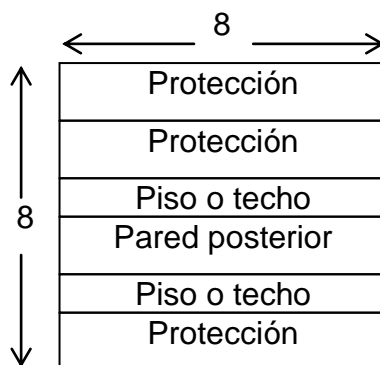 8
Protección
Protección
Piso o techo
8
Pared posterior
Piso o techo
Protección